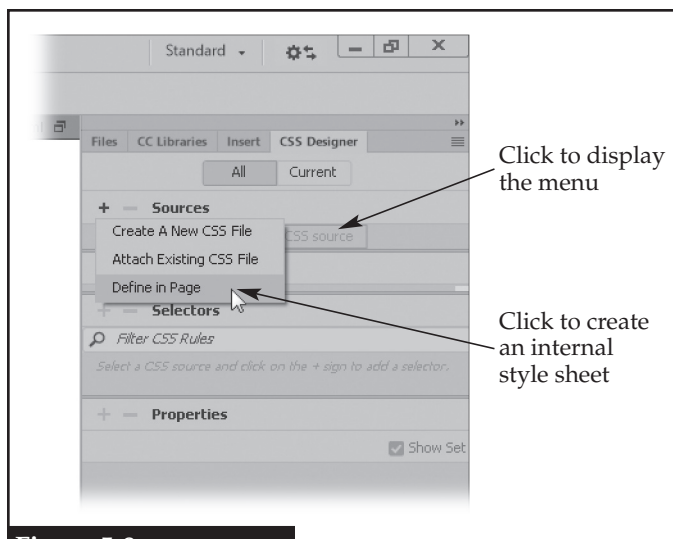 Standard
Files CC Libraries Insert CSS Designer
All Current
Click to display
the menu
+ — Sources
Create A New CSS File
CSS source
Attach Existing CSS File
Define in Page
+ — Selectors
Click to create
an internal
style sheet
Filter CSS Rules
Select a CSS source and click on the + sign to add a selector.
+ — Properties
Show Set